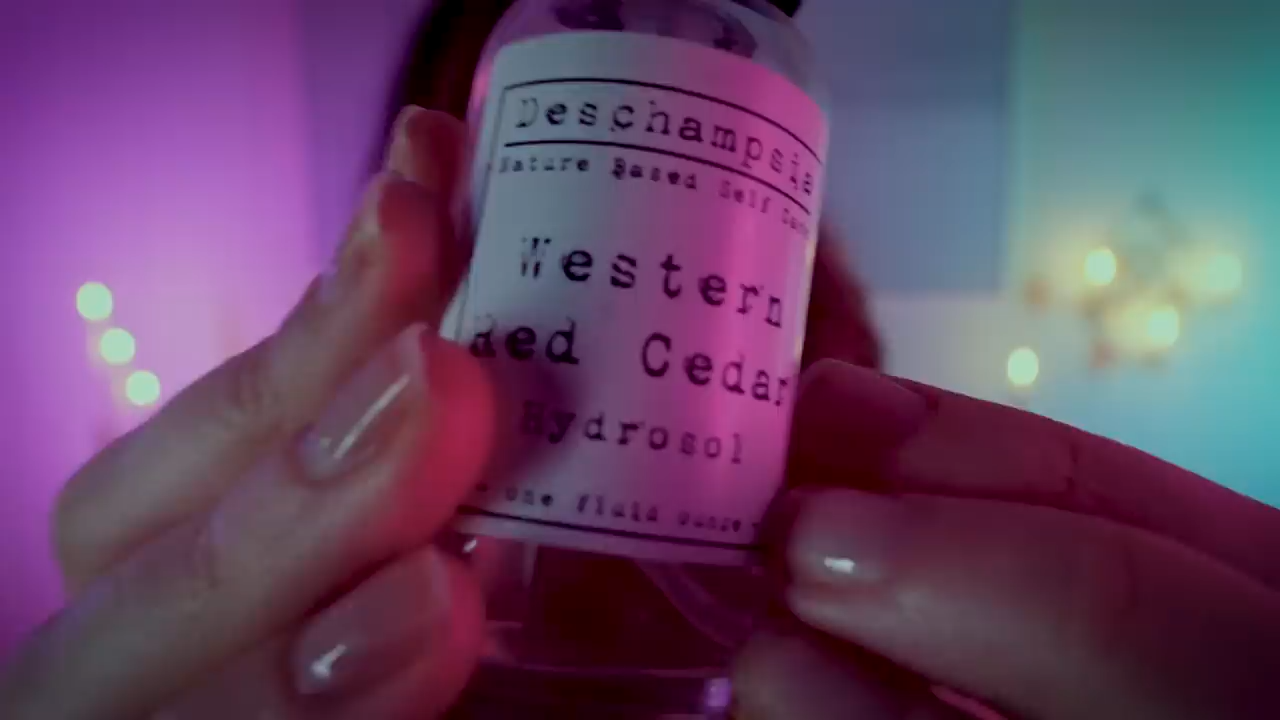 Deschampsia
Nature Based Self Care
Western
Red Cedar
Hydrosol
- one fluid ounce -